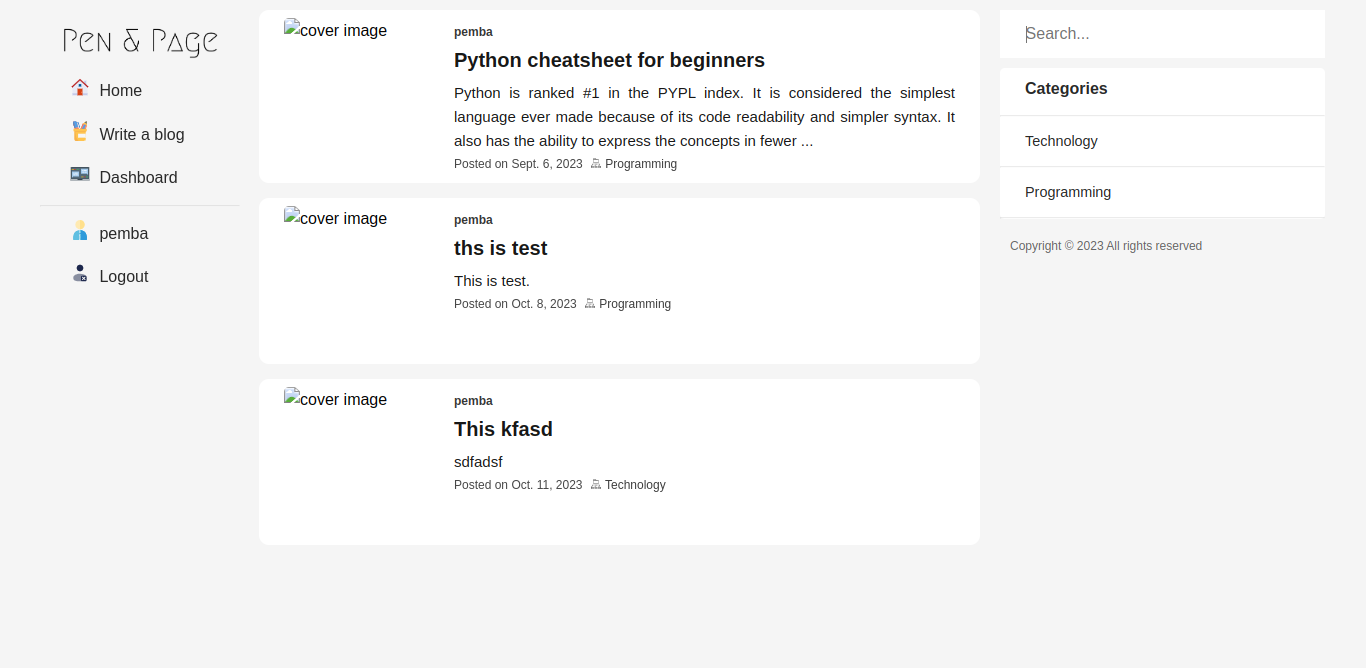 Pen & Page
Home
Write a blog
Dashboard
pemba
Logout
cover image
pemba
Python cheatsheet for beginners
Python is ranked #1 in the PYPL index. It is considered the simplest
language ever made because of its code readability and simpler syntax. It
also has the ability to express the concepts in fewer ...
Posted on Sept. 6, 2023 Programming
cover image
pemba
ths is test
This is test.
Posted on Oct. 8, 2023 Programming
cover image
pemba
This kfasd
sdfadsf
Posted on Oct. 11, 2023 Technology
Search...
Categories
Technology
Programming
Copyright © 2023 All rights reserved